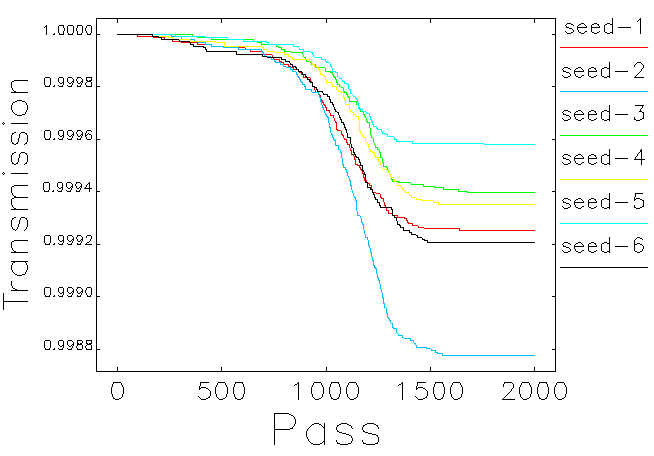 1.0000
0.9998
0.9996
0.9994
0.9992
0.9990
0.9988
Transmission
0 500 1000 1500 2000
Pass
seed-1
seed-2
seed-3
seed-4
seed-5
seed-6